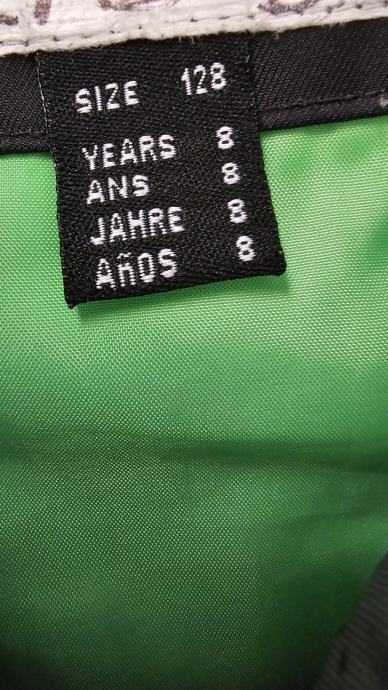 SIZE 128
YEARS 8
ANS 8
JAHRE 8
AÑOS 8